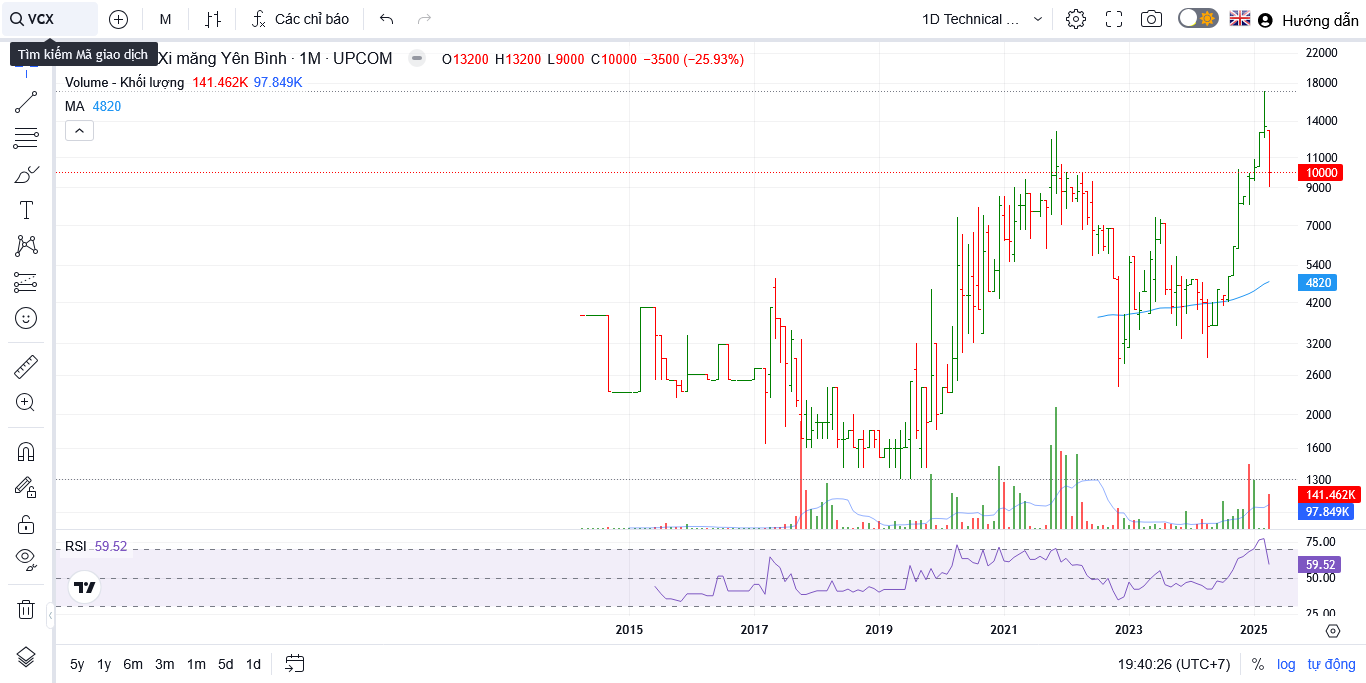 VCX
M
Các chỉ báo
1D Technical ...
Hướng dẫn
Tìm kiếm Mã giao dịch
Xi măng Yên Bình · 1M · UPCOM
O13200 H13200 L9000 C10000 −3500 (−25.93%)
Volume - Khối lượng 141.462K 97.849K
MA 4820
22000
18000
14000
11000
10000
9000
7000
5400
4820
4200
3200
2600
2000
1600
1300
141.462K
97.849K
RSI 59.52
75.00
59.52
50.00
25.00
2015 2017 2019 2021 2023 2025
5y 1y 6m 3m 1m 5d 1d
19:40:26 (UTC+7) % log tự động